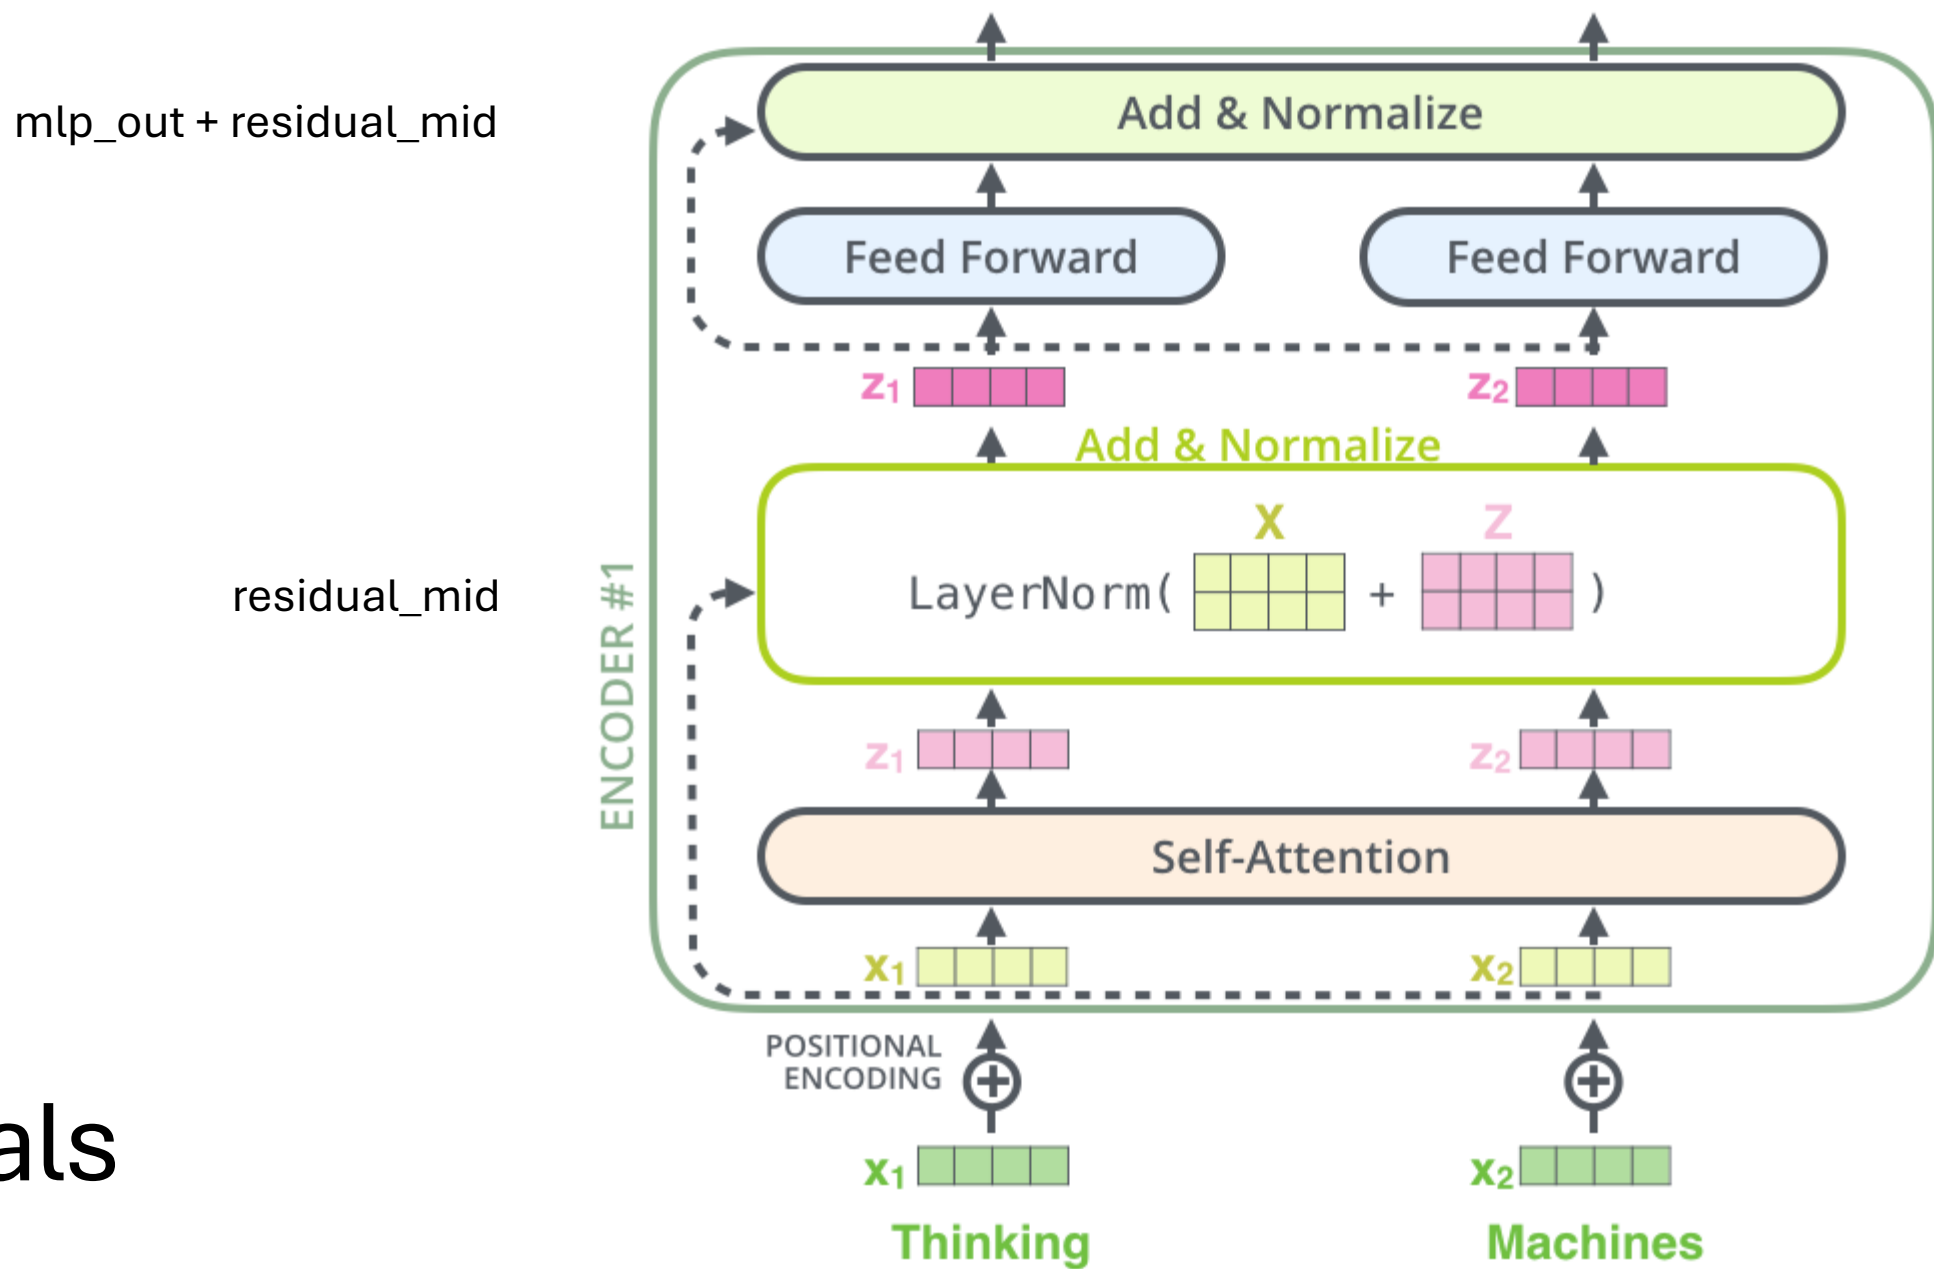 mlp_out + residual_mid
Add & Normalize
Feed Forward
Feed Forward
z1
z2
Add & Normalize
X
Z
LayerNorm( + )
residual_mid
ENCODER #1
z1
z2
Self-Attention
x1
x2
POSITIONAL
ENCODING
als
x1
x2
Thinking
Machines